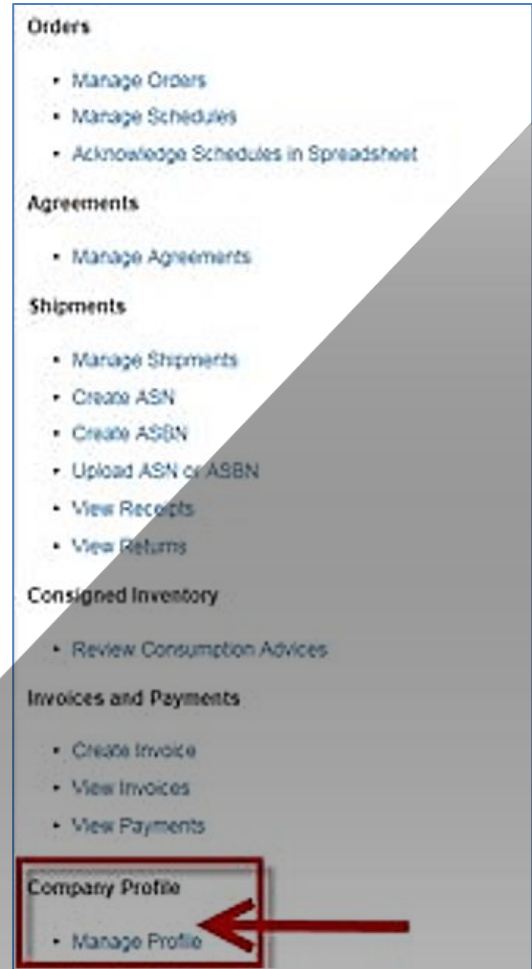 Orders
• Manage Orders
• Manage Schedules
• Acknowledge Schedules in Spreadsheet
Agreements
• Manage Agreements
Shipments
• Manage Shipments
• Create ASN
• Create ASBN
• Upload ASN or ASBN
• View Receipts
• View Returns
Consigned Inventory
• Review Consumption Advices
Invoices and Payments
• Create Invoice
• View Invoices
• View Payments
Company Profile
• Manage Profile